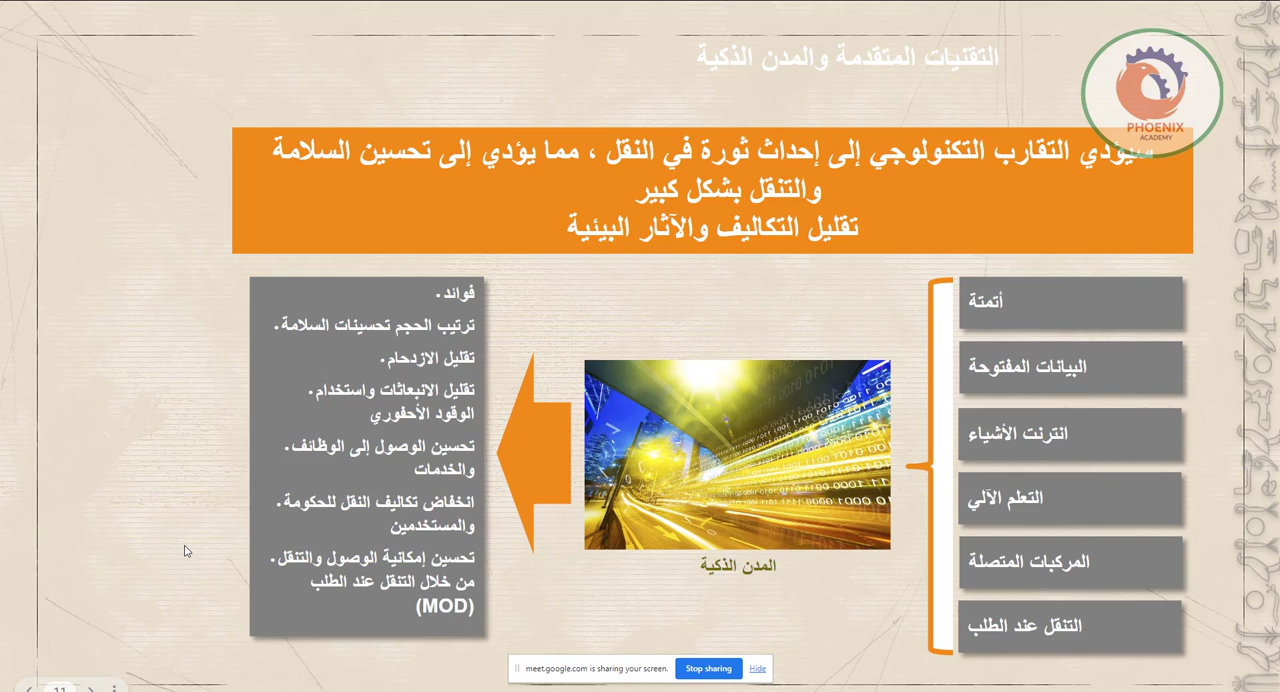 التقنيات المتقدمة والمدن الذكية
PHOENIX
ACADEMY
سيؤدي التقارب التكنولوجي إلى إحداث ثورة في النقل ، مما يؤدي إلى تحسين السلامة
والتنقل بشكل كبير
تقليل التكاليف والآثار البيئية
أتمتة
البيانات المفتوحة
انترنت الأشياء
التعلم الآلي
المركبات المتصلة
التنقل عند الطلب
المدن الذكية
فوائد.
ترتيب الحجم تحسينات السلامة.
تقليل الازدحام.
تقليل الانبعاثات واستخدام.
الوقود الأحفوري
تحسين الوصول إلى الوظائف.
والخدمات
انخفاض تكاليف النقل للحكومة.
والمستخدمين
تحسين إمكانية الوصول والتنقل.
من خلال التنقل عند الطلب
(MOD)
meet.google.com is sharing your screen.
Stop sharing
Hide
11